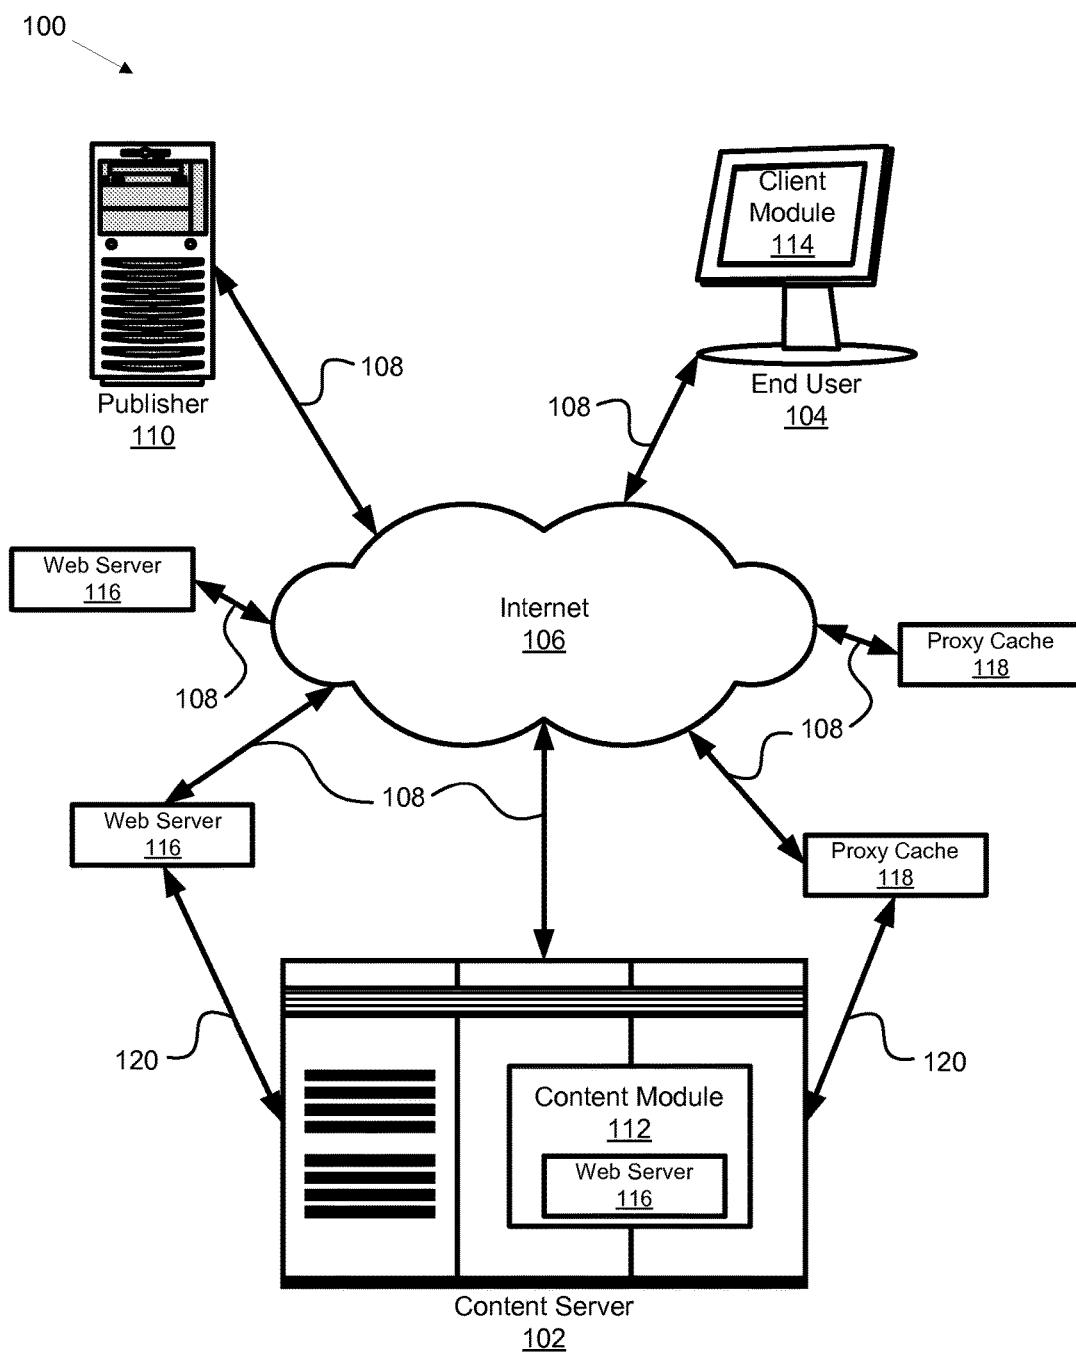 100
Client
Module
114
108
End User
104
108
Publisher
110
Web Server
116
Internet
106
Proxy Cache
118
108
108
108
Web Server
116
Proxy Cache
118
120
120
Content Module
112
Web Server
116
Content Server
102